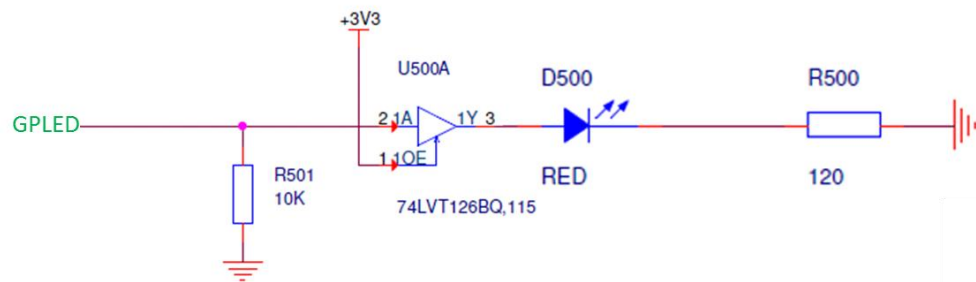 +3V3
U500A
D500
R500
GPLED
2 1A
1Y 3
1 1OE
R501
10K
RED
120
74LVT126BQ,115